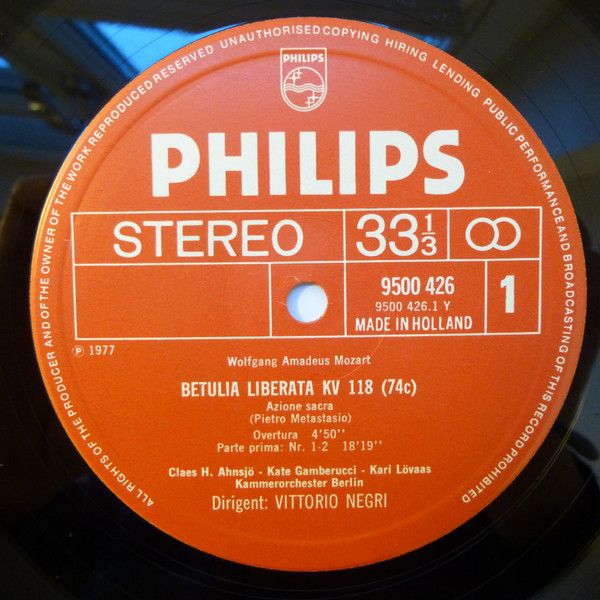 ALL RIGHTS OF THE PRODUCER AND OF THE OWNER OF THE WORK REPRODUCED RESERVED UNAUTHORISED COPYING HIRING LENDING PUBLIC PERFORMANCE AND BROADCASTING OF THIS RECORD PROHIBITED
PHILIPS
PHILIPS
STEREO 33⅓
9500 426
9500 426.1 Y
MADE IN HOLLAND
1
Ⓟ 1977
Wolfgang Amadeus Mozart
BETULIA LIBERATA KV 118 (74c)
Azione sacra
(Pietro Metastasio)
Overtura 4'50''
Parte prima: Nr. 1-2 18'19''
Claes H. Ahnsjö - Kate Gamberucci - Kari Lövaas
Kammerorchester Berlin
Dirigent: VITTORIO NEGRI